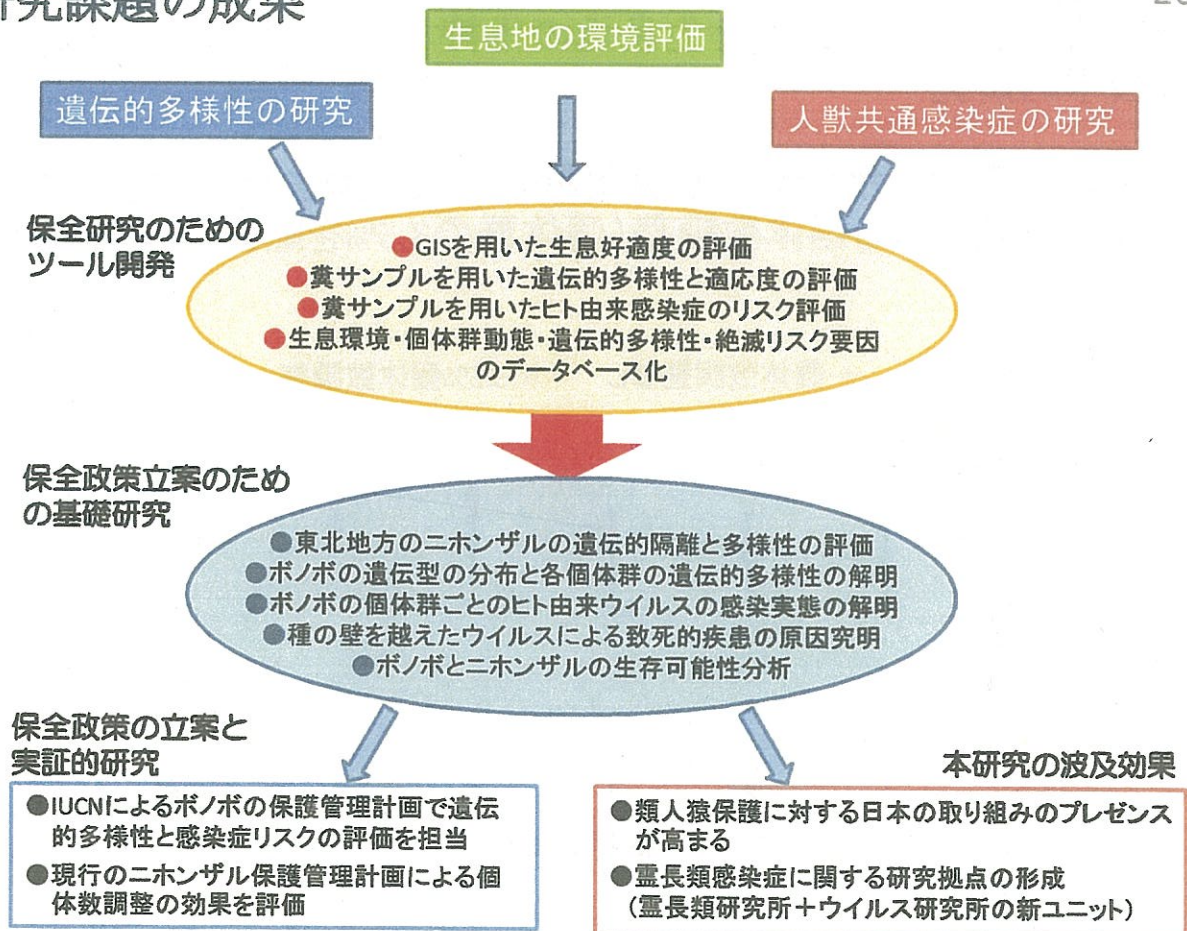 研究課題の成果
生息地の環境評価
遺伝的多様性の研究
人獣共通感染症の研究
保全研究のための
ツール開発
●GISを用いた生息好適度の評価
●糞サンプルを用いた遺伝的多様性と適応度の評価
●糞サンプルを用いたヒト由来感染症のリスク評価
●生息環境・個体群動態・遺伝的多様性・絶滅リスク要因
のデータベース化
保全政策立案のため
の基礎研究
●東北地方のニホンザルの遺伝的隔離と多様性の評価
●ボノボの遺伝型の分布と各個体群の遺伝的多様性の解明
●ボノボの個体群ごとのヒト由来ウイルスの感染実態の解明
●種の壁を越えたウイルスによる致死的疾患の原因究明
●ボノボとニホンザルの生存可能性分析
保全政策の立案と
実証的研究
●IUCNによるボノボの保護管理計画で遺伝
的多様性と感染症リスクの評価を担当
●現行のニホンザル保護管理計画による個
体数調整の効果を評価
本研究の波及効果
●類人猿保護に対する日本の取り組みのプレゼンス
が高まる
●霊長類感染症に関する研究拠点の形成
(霊長類研究所+ウイルス研究所の新ユニット)